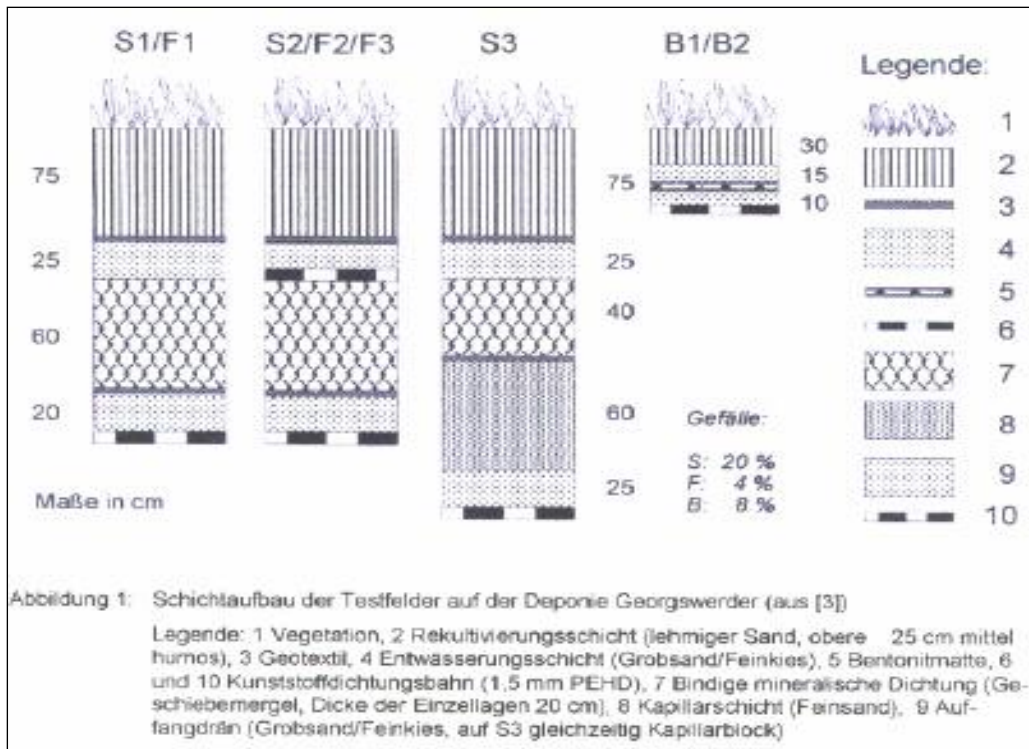 S1/F1 S2/F2/F3 S3 B1/B2
Legende:
75
25
60
20
75
25
40
60
25
30
15
10
Gefälle:
S: 20 %
F: 4 %
B: 8 %
1
2
3
4
5
6
7
8
9
10
Maße in cm
Abbildung 1: Schichtaufbau der Testfelder auf der Deponie Georgswerder (aus [3])
Legende: 1 Vegetation, 2 Rekultivierungsschicht (lehmiger Sand, obere 25 cm mittel
humos), 3 Geotextil, 4 Entwässerungsschicht (Grobsand/Feinkies), 5 Bentonitmatte, 6
und 10 Kunststoffdichtungsbahn (1,5 mm PEHD), 7 Bindige mineralische Dichtung (Ge-
schiebemergel, Dicke der Einzellagen 20 cm), 8 Kapillarschicht (Feinsand), 9 Auf-
fangdrän (Grobsand/Feinkies, auf S3 gleichzeitig Kapillarblock)